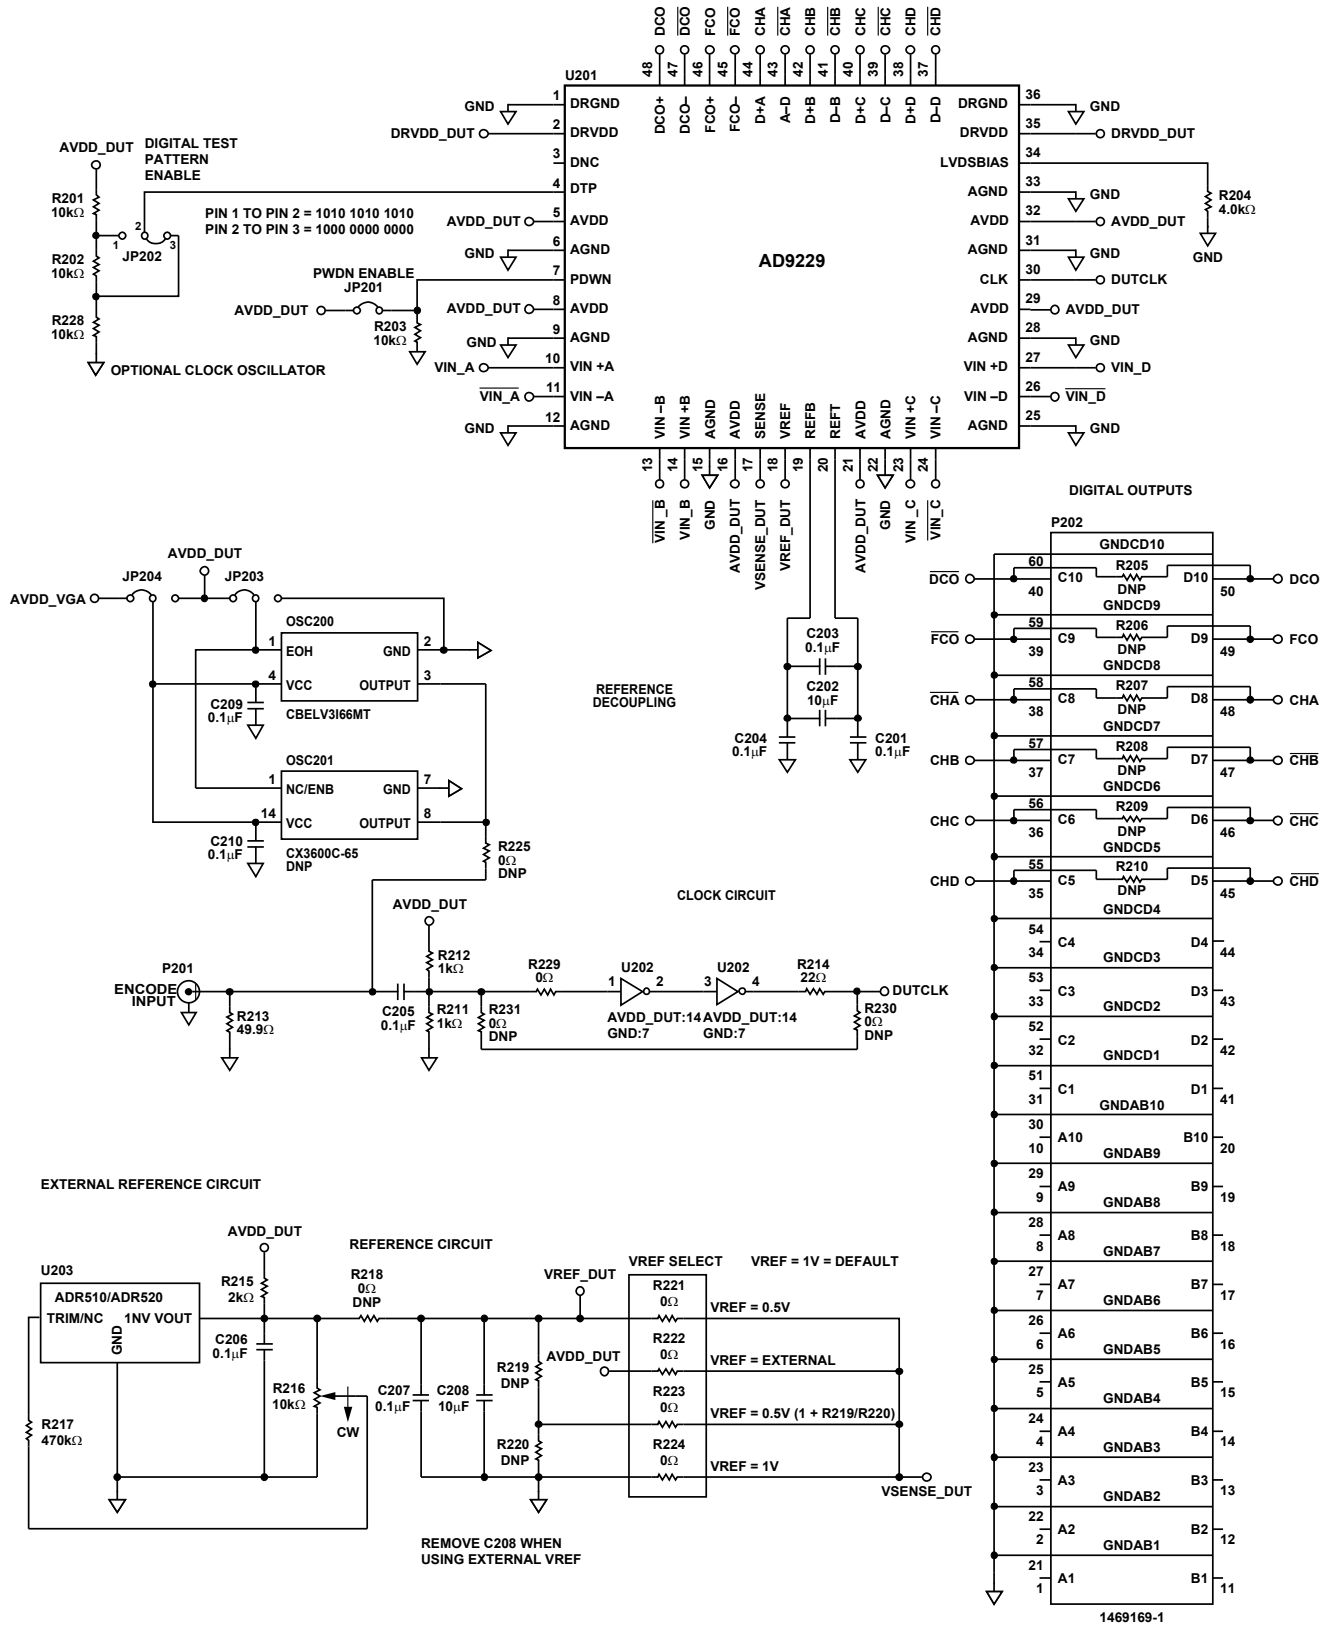 DCO
DCO
FCO
FCO
CHA
CHA
CHB
CHB
CHC
CHC
CHD
CHD
48
47
46
45
44
43
42
41
40
39
38
37
U201
DCO+
DCO–
FCO+
FCO–
D+A
A–D
D+B
D–B
D+C
D–C
D+D
D–D
GND 1 DRGND
DRVDD_DUT 2 DRVDD
3 DNC
4 DTP
AVDD_DUT 5 AVDD
GND 6 AGND
7 PDWN
AVDD_DUT 8 AVDD
GND 9 AGND
VIN_A 10 VIN +A
VIN_A 11 VIN –A
GND 12 AGND
AD9229
DRGND 36 GND
DRVDD 35 DRVDD_DUT
LVDSBIAS 34
AGND 33 GND
AVDD 32 AVDD_DUT
AGND 31 GND
CLK 30 DUTCLK
AVDD 29 AVDD_DUT
AGND 28 GND
VIN +D 27 VIN_D
VIN –D 26 VIN_D
AGND 25 GND
R204
4.0kΩ
GND
VIN –B
VIN +B
AGND
AVDD
SENSE
VREF
REFB
REFT
AVDD
AGND
VIN +C
VIN –C
13
14
15
16
17
18
19
20
21
22
23
24
VIN_B
VIN_B
GND
AVDD_DUT
VSENSE_DUT
VREF_DUT
AVDD_DUT
GND
VIN_C
VIN_C
AVDD_DUT
DIGITAL TEST
PATTERN
ENABLE
R201
10kΩ
1
2
3
JP202
R202
10kΩ
R228
10kΩ
PIN 1 TO PIN 2 = 1010 1010 1010
PIN 2 TO PIN 3 = 1000 0000 0000
PWDN ENABLE
JP201
AVDD_DUT
R203
10kΩ
OPTIONAL CLOCK OSCILLATOR
AVDD_DUT
JP204
JP203
AVDD_VGA
OSC200
1 EOH
GND 2
4 VCC
OUTPUT 3
C209
0.1µF
CBELV3I66MT
OSC201
1 NC/ENB
GND 7
14 VCC
OUTPUT 8
C210
0.1µF
CX3600C-65
DNP
R225
0Ω
DNP
REFERENCE
DECOUPLING
C203
0.1µF
C202
10µF
C204
0.1µF
C201
0.1µF
CLOCK CIRCUIT
AVDD_DUT
R212
1kΩ
P201
ENCODE
INPUT
R213
49.9Ω
C205
0.1µF
R211
1kΩ
R229
0Ω
R231
0Ω
DNP
1
U202
2
3
U202
4
AVDD_DUT:14
GND:7
AVDD_DUT:14
GND:7
R214
22Ω
DUTCLK
R230
0Ω
DNP
EXTERNAL REFERENCE CIRCUIT
AVDD_DUT
U203
ADR510/ADR520
TRIM/NC
1NV VOUT
GND
R215
2kΩ
C206
0.1µF
R216
10kΩ
CW
R217
470kΩ
REFERENCE CIRCUIT
R218
0Ω
DNP
C207
0.1µF
C208
10µF
R219
DNP
R220
DNP
VREF_DUT
AVDD_DUT
VREF SELECT
VREF = 1V = DEFAULT
R221
0Ω
VREF = 0.5V
R222
0Ω
VREF = EXTERNAL
R223
0Ω
VREF = 0.5V (1 + R219/R220)
R224
0Ω
VREF = 1V
VSENSE_DUT
REMOVE C208 WHEN
USING EXTERNAL VREF
DIGITAL OUTPUTS
P202
GNDCD10
DCO 60 40 C10 R205 DNP D10 50 DCO
GNDCD9
FCO 59 39 C9 R206 DNP D9 49 FCO
GNDCD8
CHA 58 38 C8 R207 DNP D8 48 CHA
GNDCD7
CHB 57 37 C7 R208 DNP D7 47 CHB
GNDCD6
CHC 56 36 C6 R209 DNP D6 46 CHC
GNDCD5
CHD 55 35 C5 R210 DNP D5 45 CHD
GNDCD4
54 34 C4 D4 44
GNDCD3
53 33 C3 D3 43
GNDCD2
52 32 C2 D2 42
GNDCD1
51 31 C1 D1 41
GNDAB10
30 10 A10 B10 20
GNDAB9
29 9 A9 B9 19
GNDAB8
28 8 A8 B8 18
GNDAB7
27 7 A7 B7 17
GNDAB6
26 6 A6 B6 16
GNDAB5
25 5 A5 B5 15
GNDAB4
24 4 A4 B4 14
GNDAB3
23 3 A3 B3 13
GNDAB2
22 2 A2 B2 12
GNDAB1
21 1 A1 B1 11
1469169-1